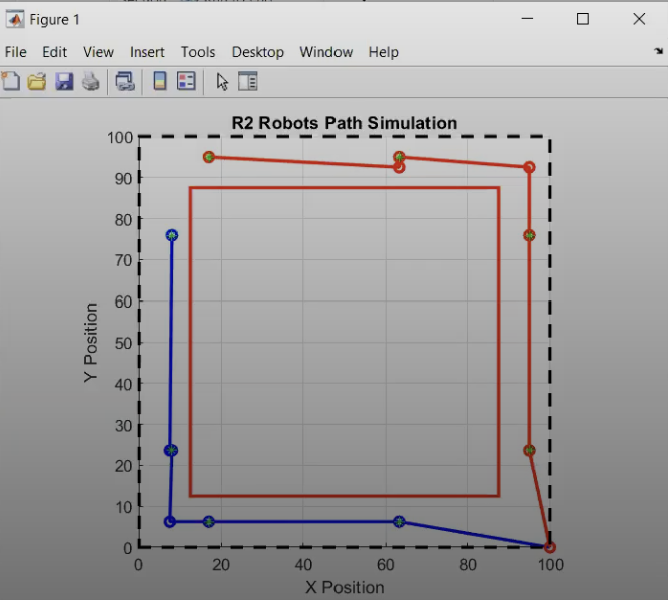 Figure 1
File Edit View Insert Tools Desktop Window Help
R2 Robots Path Simulation
100
90
80
70
60
50
40
30
20
10
0
Y Position
0 20 40 60 80 100
X Position